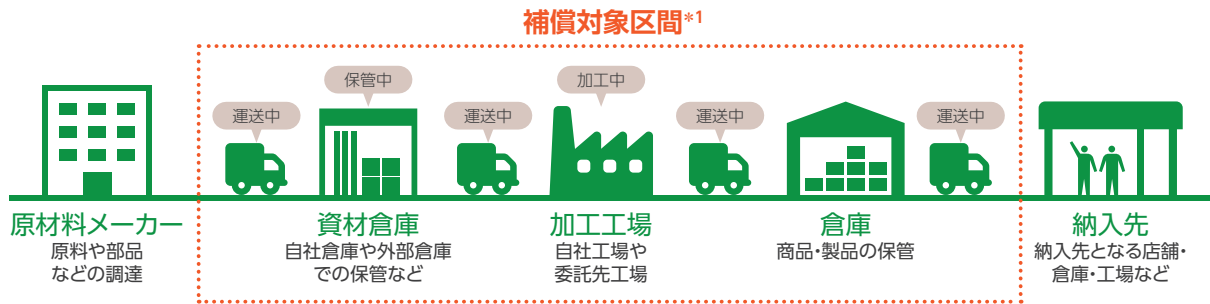 補償対象区間*1
保管中
加工中
運送中
運送中
運送中
運送中
原材料メーカー
原料や部品
などの調達
資材倉庫
自社倉庫や外部倉庫
での保管など
加工工場
自社工場や
委託先工場
倉庫
商品・製品の保管
納入先
納入先となる店舗・
倉庫・工場など